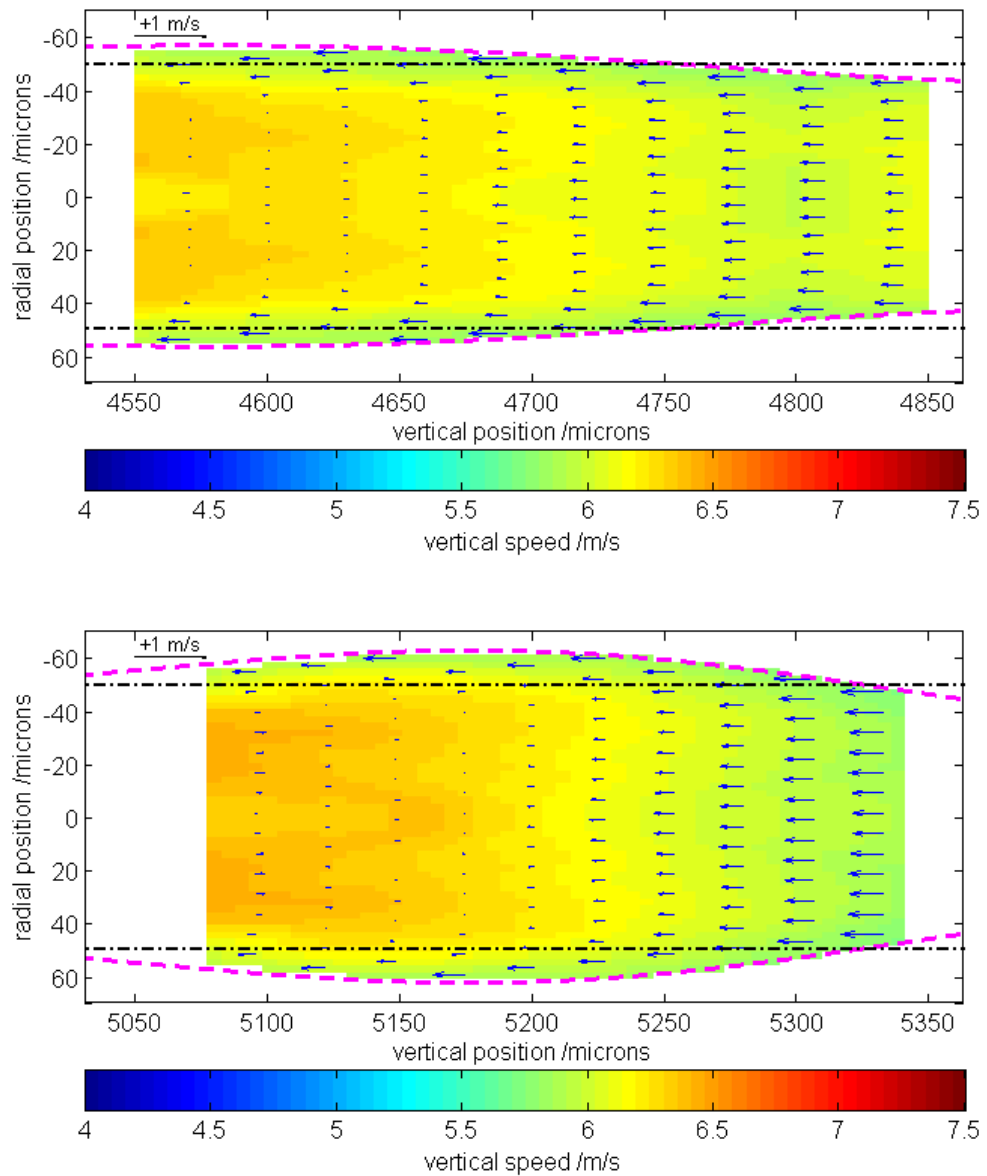 +1 m/s
-60
-40
-20
0
20
40
60
radial position /microns
4550 4600 4650 4700 4750 4800 4850
vertical position /microns
4 4.5 5 5.5 6 6.5 7 7.5
vertical speed /m/s
+1 m/s
-60
-40
-20
0
20
40
60
radial position /microns
5050 5100 5150 5200 5250 5300 5350
vertical position /microns
4 4.5 5 5.5 6 6.5 7 7.5
vertical speed /m/s